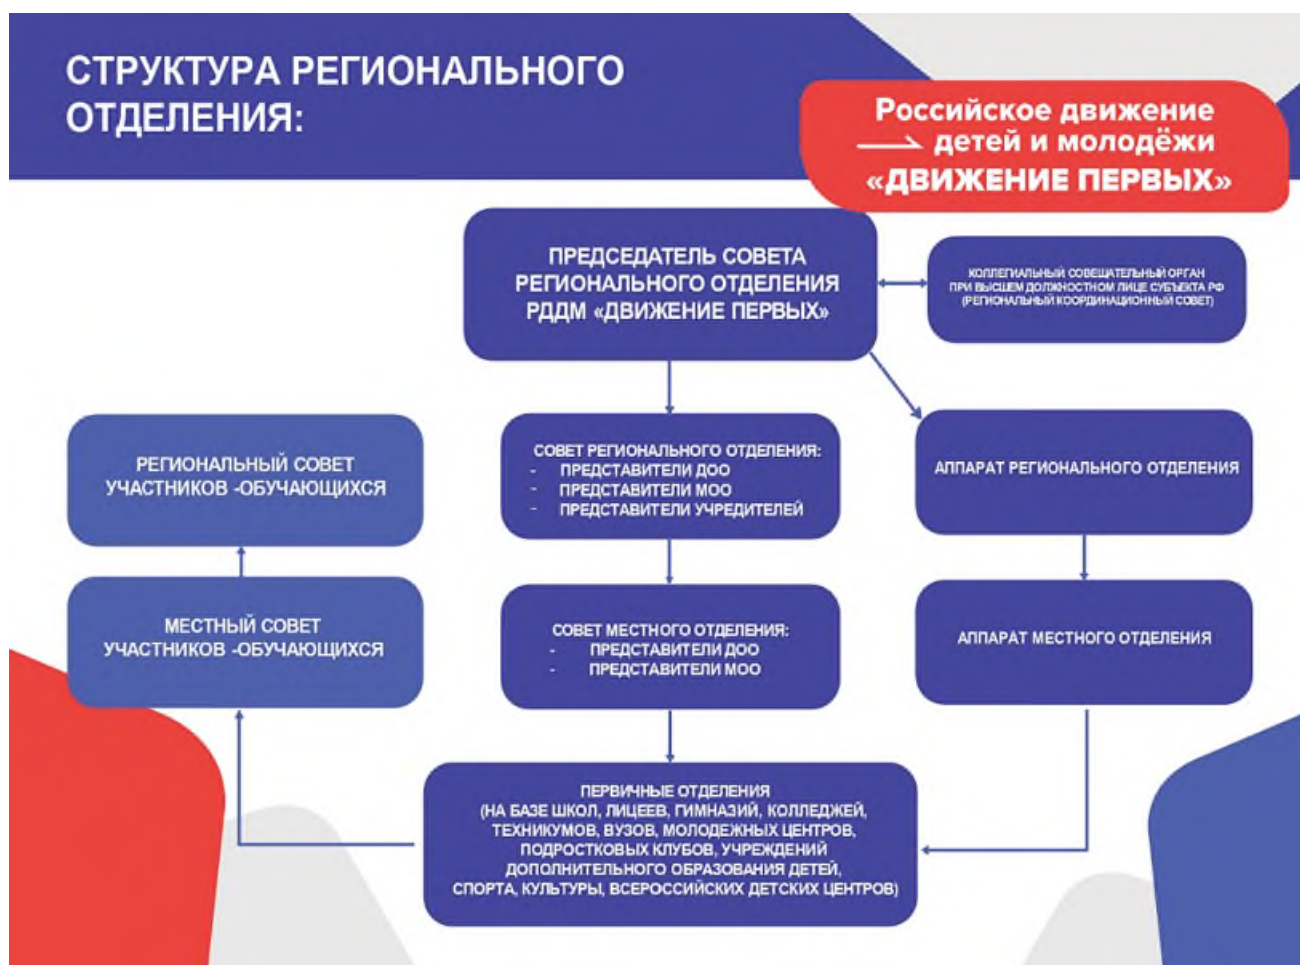 СТРУКТУРА РЕГИОНАЛЬНОГО
ОТДЕЛЕНИЯ:
Российское движение
детей и молодёжи
«ДВИЖЕНИЕ ПЕРВЫХ»
ПРЕДСЕДАТЕЛЬ СОВЕТА
РЕГИОНАЛЬНОГО ОТДЕЛЕНИЯ
РДДМ «ДВИЖЕНИЕ ПЕРВЫХ»
КОЛЛЕГИАЛЬНЫЙ СОВЕЩАТЕЛЬНЫЙ ОРГАН
ПРИ ВЫСШЕМ ДОЛЖНОСТНОМ ЛИЦЕ СУБЪЕКТА РФ
(РЕГИОНАЛЬНЫЙ КООРДИНАЦИОННЫЙ СОВЕТ)
РЕГИОНАЛЬНЫЙ СОВЕТ
УЧАСТНИКОВ -ОБУЧАЮЩИХСЯ
СОВЕТ РЕГИОНАЛЬНОГО ОТДЕЛЕНИЯ:
- ПРЕДСТАВИТЕЛИ ДОО
- ПРЕДСТАВИТЕЛИ МОО
- ПРЕДСТАВИТЕЛИ УЧРЕДИТЕЛЕЙ
АППАРАТ РЕГИОНАЛЬНОГО ОТДЕЛЕНИЯ
МЕСТНЫЙ СОВЕТ
УЧАСТНИКОВ -ОБУЧАЮЩИХСЯ
СОВЕТ МЕСТНОГО ОТДЕЛЕНИЯ:
- ПРЕДСТАВИТЕЛИ ДОО
- ПРЕДСТАВИТЕЛИ МОО
АППАРАТ МЕСТНОГО ОТДЕЛЕНИЯ
ПЕРВИЧНЫЕ ОТДЕЛЕНИЯ
(НА БАЗЕ ШКОЛ, ЛИЦЕЕВ, ГИМНАЗИЙ, КОЛЛЕДЖЕЙ,
ТЕХНИКУМОВ, ВУЗОВ, МОЛОДЕЖНЫХ ЦЕНТРОВ,
ПОДРОСТКОВЫХ КЛУБОВ, УЧРЕЖДЕНИЙ
ДОПОЛНИТЕЛЬНОГО ОБРАЗОВАНИЯ ДЕТЕЙ,
СПОРТА, КУЛЬТУРЫ, ВСЕРОССИЙСКИХ ДЕТСКИХ ЦЕНТРОВ)